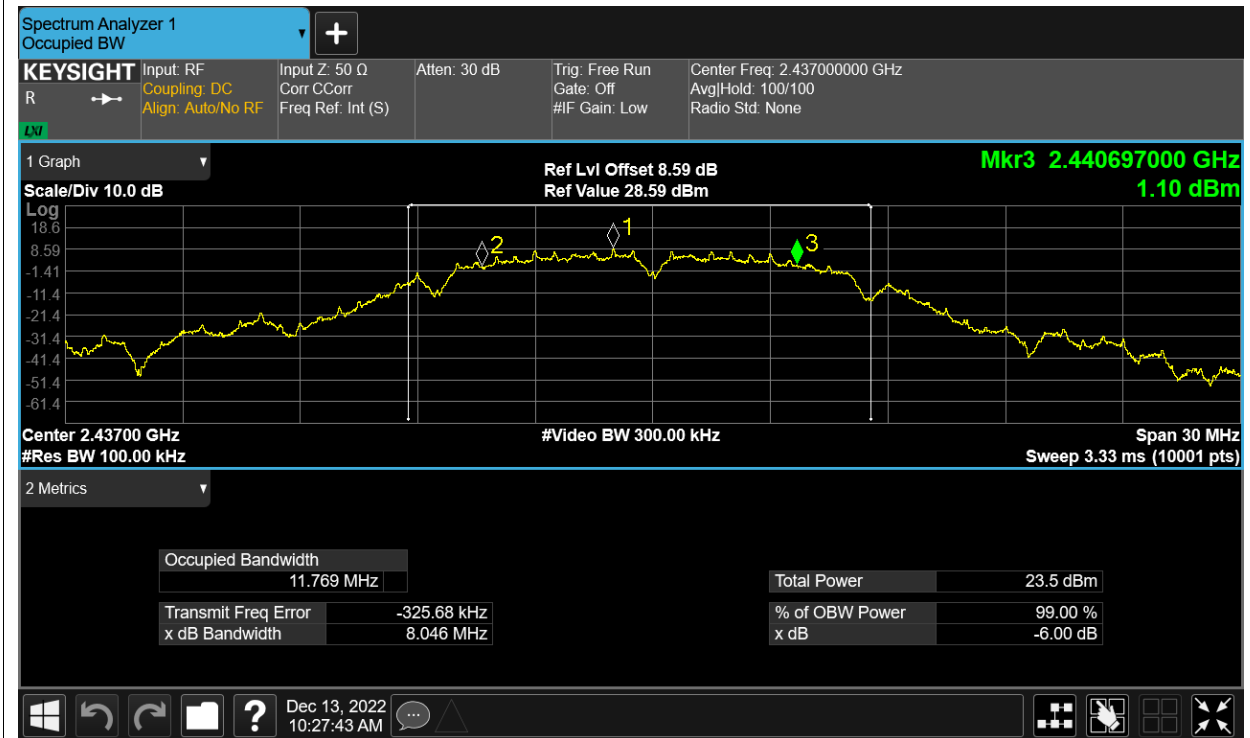 Spectrum Analyzer 1
Occupied BW
KEYSIGHT
R
LXI
Input: RF
Coupling: DC
Align: Auto/No RF
Input Z: 50 Ω
Corr CCorr
Freq Ref: Int (S)
Atten: 30 dB
Trig: Free Run
Gate: Off
#IF Gain: Low
Center Freq: 2.437000000 GHz
Avg|Hold: 100/100
Radio Std: None
1 Graph
Scale/Div 10.0 dB
Ref Lvl Offset 8.59 dB
Ref Value 28.59 dBm
Mkr3 2.440697000 GHz
1.10 dBm
Log
18.6
8.59
-1.41
-11.4
-21.4
-31.4
-41.4
-51.4
-61.4
2
1
3
Center 2.43700 GHz
#Video BW 300.00 kHz
Span 30 MHz
#Res BW 100.00 kHz
Sweep 3.33 ms (10001 pts)
2 Metrics
Occupied Bandwidth
11.769 MHz
Total Power 23.5 dBm
Transmit Freq Error -325.68 kHz
% of OBW Power 99.00 %
x dB Bandwidth 8.046 MHz
x dB -6.00 dB
?
Dec 13, 2022
10:27:43 AM